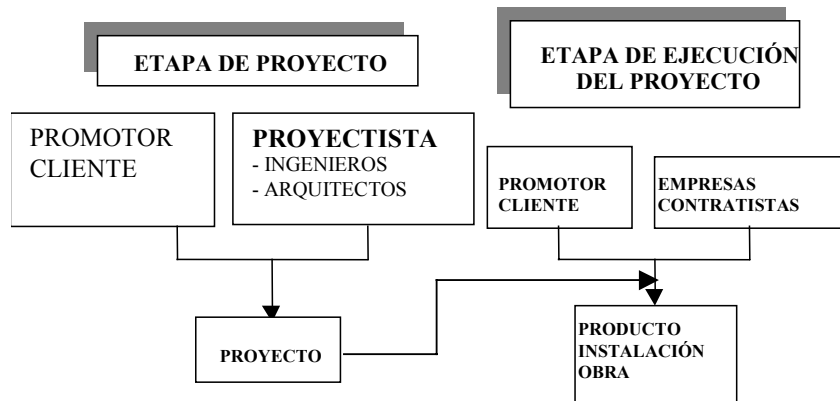 ETAPA DE PROYECTO
ETAPA DE EJECUCIÓN
DEL PROYECTO
PROMOTOR
CLIENTE
PROYECTISTA
- INGENIEROS
- ARQUITECTOS
PROMOTOR
CLIENTE
EMPRESAS
CONTRATISTAS
PROYECTO
PRODUCTO
INSTALACIÓN
OBRA